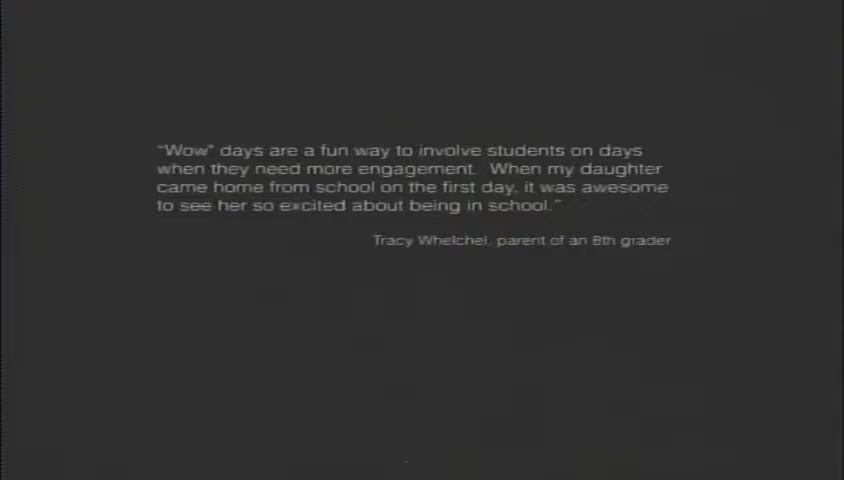 "Wow" days are a fun way to involve students on days
when they need more engagement. When my daughter
came home from school on the first day, it was awesome
to see her so excited about being in school."
Tracy Whelchel, parent of an 8th grader